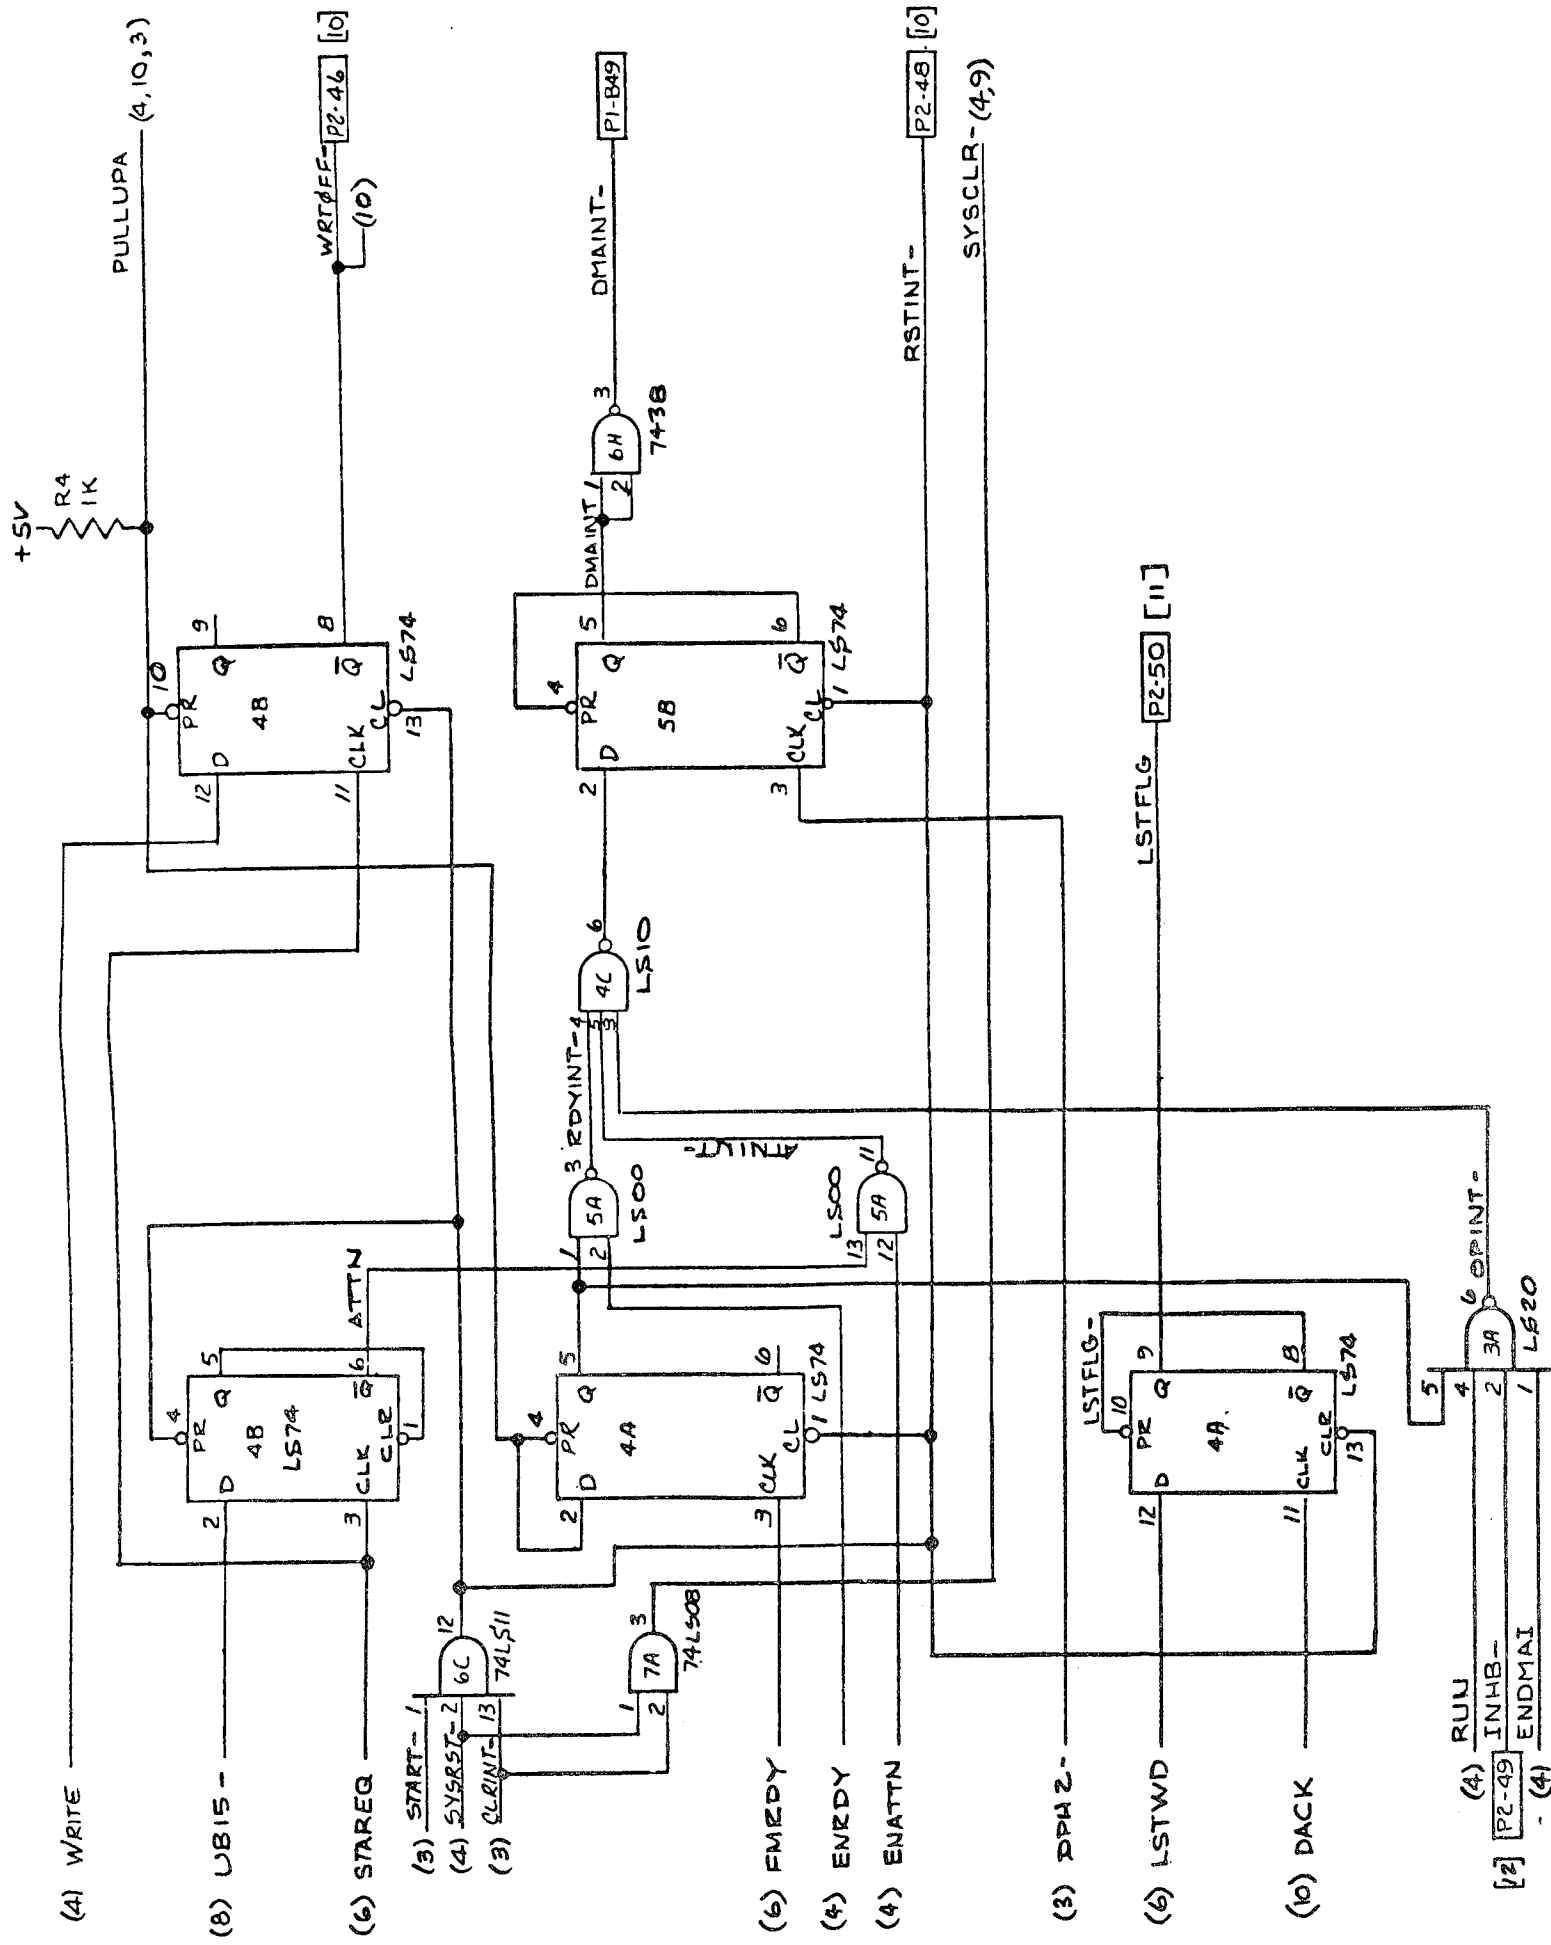 (4) WRITE
(8) UB15-
(6) STAREQ
(3) START- 1
(4) SYSRST- 2
(3) CLRINT- 13
6C
12
74LS11
1
2
7A
3
74LS08
(6) FMRDY
(4) ENRDY
(4) ENATTN
(3) DPH2-
(6) LSTWD
(10) DACK
(4) RUN
[12] P2-49 INHB-
- (4) ENDMAI
2
D
4
PR
4B
LS74
Q
5
3
CLK
Q
6
CLR
1
ATTN
2
D
4
PR
4A
Q
5
3
CLK
CL
1
Q
6
LS74
1
2
5A
3
RDYINT-
LS00
13
12
5A
11
LS00
ATNINT-
4
5
3
4C
6
LS10
12
D
LSTFLG-
10
PR
4A.
Q
9
11
CLK
CLR
13
Q
8
LS74
5
4
2
1
3A
6
OPINT-
LS20
LSTFLG
P2-50 [11]
12
D
10
PR
4B
Q
9
11
CLK
CL
13
Q
8
LS74
+5V
R4
1K
PULLUPA
(4,10,3)
WRTØFF-
P2-46 [10]
(10)
2
D
4
PR
5B
Q
5
3
CLK
CL
1
Q
6
LS74
DMAINT
1
2
6H
3
7438
DMAINT-
P1-B49
RSTINT-
P2-48 [10]
SYSCLR- (4,9)